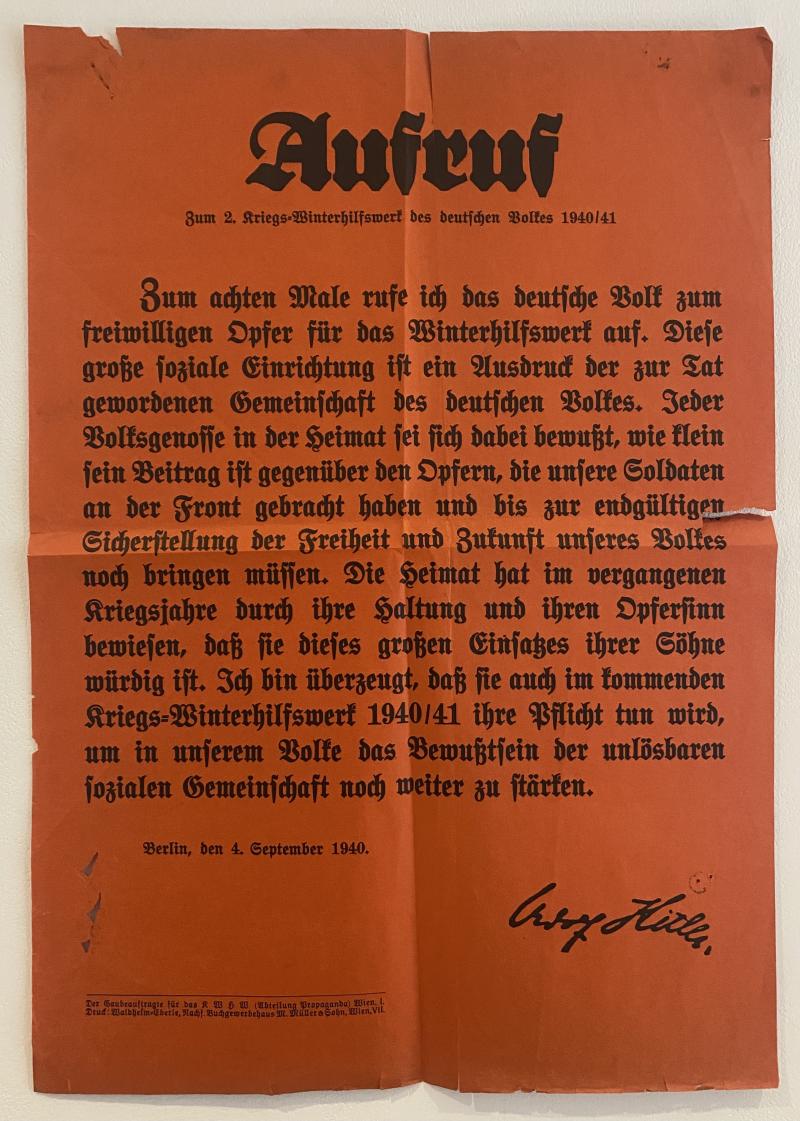 Aufruf
Zum 2. Kriegs-Winterhilfswerk des deutschen Volkes 1940/41
Zum achten Male rufe ich das deutsche Volk zum
freiwilligen Opfer für das Winterhilfswerk auf. Diese
große soziale Einrichtung ist ein Ausdruck der zur Tat
gewordenen Gemeinschaft des deutschen Volkes. Jeder
Volksgenosse in der Heimat sei sich dabei bewußt, wie klein
sein Beitrag ist gegenüber den Opfern, die unsere Soldaten
an der Front gebracht haben und bis zur endgültigen
Sicherstellung der Freiheit und Zukunft unseres Volkes
noch bringen müssen. Die Heimat hat im vergangenen
Kriegsjahre durch ihre Haltung und ihren Opfersinn
bewiesen, daß sie dieses großen Einsatzes ihrer Söhne
würdig ist. Ich bin überzeugt, daß sie auch im kommenden
Kriegs-Winterhilfswerk 1940/41 ihre Pflicht tun wird,
um in unserem Volke das Bewußtsein der unlösbaren
sozialen Gemeinschaft noch weiter zu stärken.
Berlin, den 4. September 1940.
Adolf Hitler.
Der Gaubeauftragte für das K W H W (Abteilung Propaganda) Wien, I.
Druck: Waldheim-Eberle, Nachf. Buchgewerbehaus M. Müller & Sohn, Wien, VII.